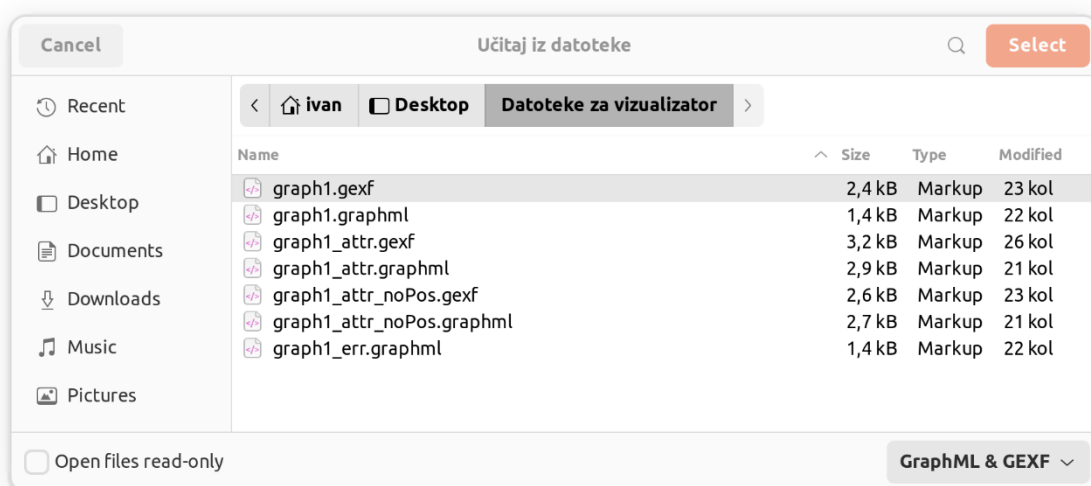 Cancel Učitaj iz datoteke Select
Recent
Home
Desktop
Documents
Downloads
Music
Pictures
ivan Desktop Datoteke za vizualizator
Name Size Type Modified
graph1.gexf 2,4 kB Markup 23 kol
graph1.graphml 1,4 kB Markup 22 kol
graph1_attr.gexf 3,2 kB Markup 26 kol
graph1_attr.graphml 2,9 kB Markup 21 kol
graph1_attr_noPos.gexf 2,6 kB Markup 23 kol
graph1_attr_noPos.graphml 2,7 kB Markup 21 kol
graph1_err.graphml 1,4 kB Markup 22 kol
Open files read-only GraphML & GEXF